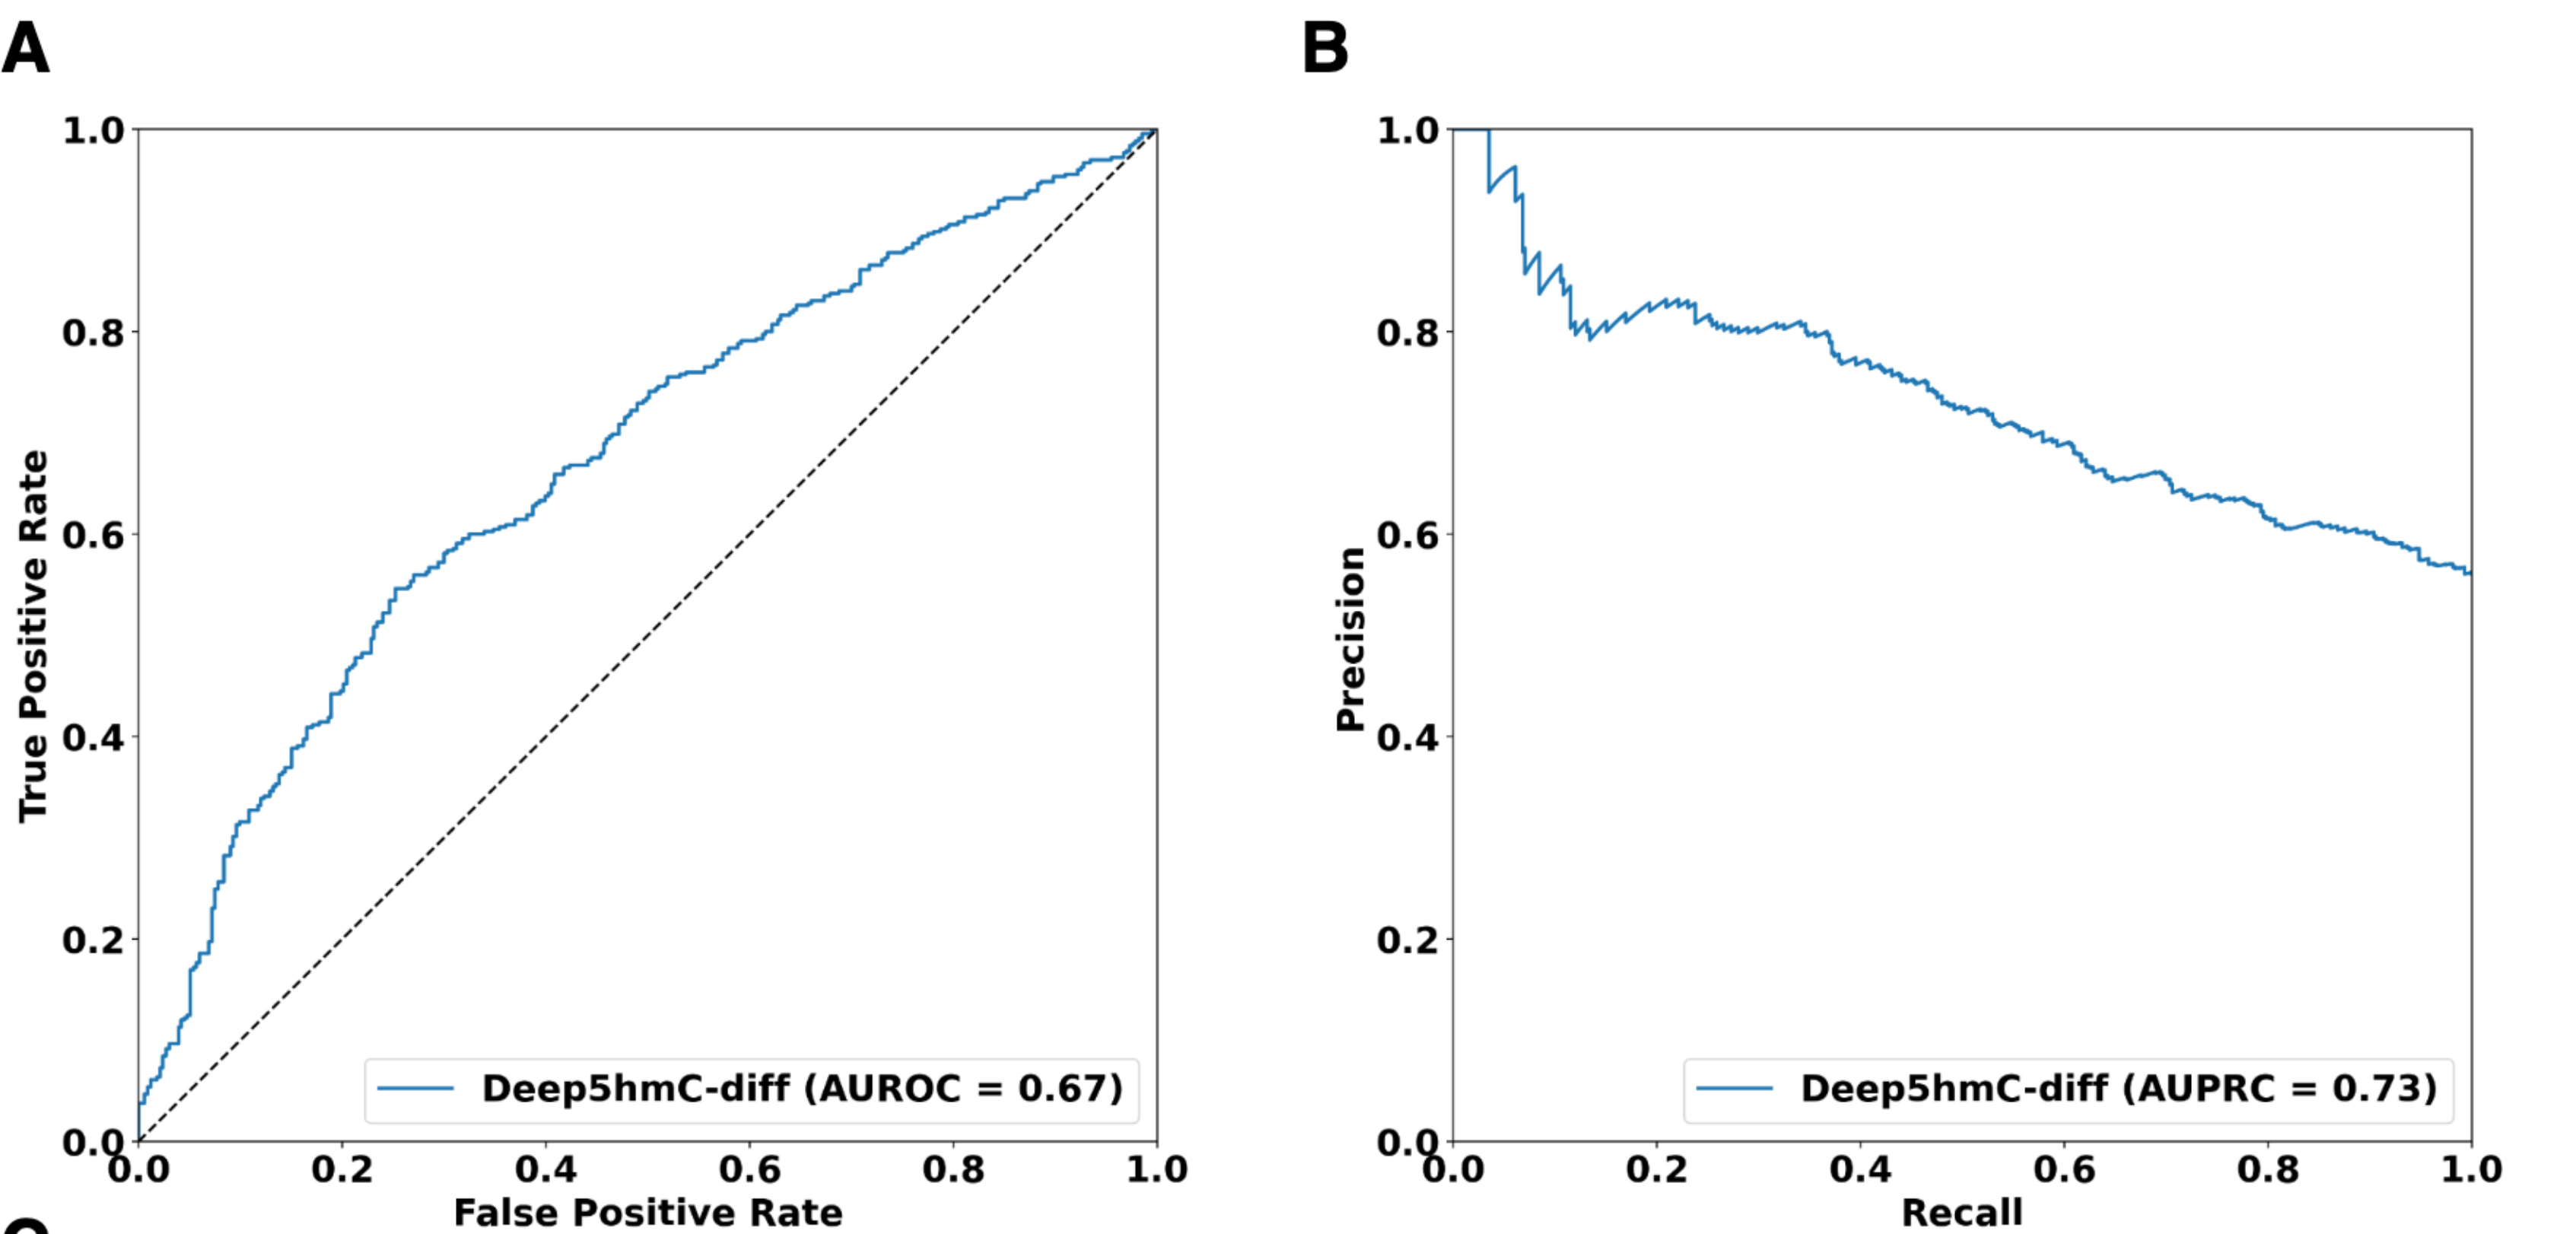 A
1.0
0.8
0.6
0.4
0.2
0.0
True Positive Rate
0.0 0.2 0.4 0.6 0.8 1.0
False Positive Rate
Deep5hmC-diff (AUROC = 0.67)
B
1.0
0.8
0.6
0.4
0.2
0.0
Precision
0.0 0.2 0.4 0.6 0.8 1.0
Recall
Deep5hmC-diff (AUPRC = 0.73)